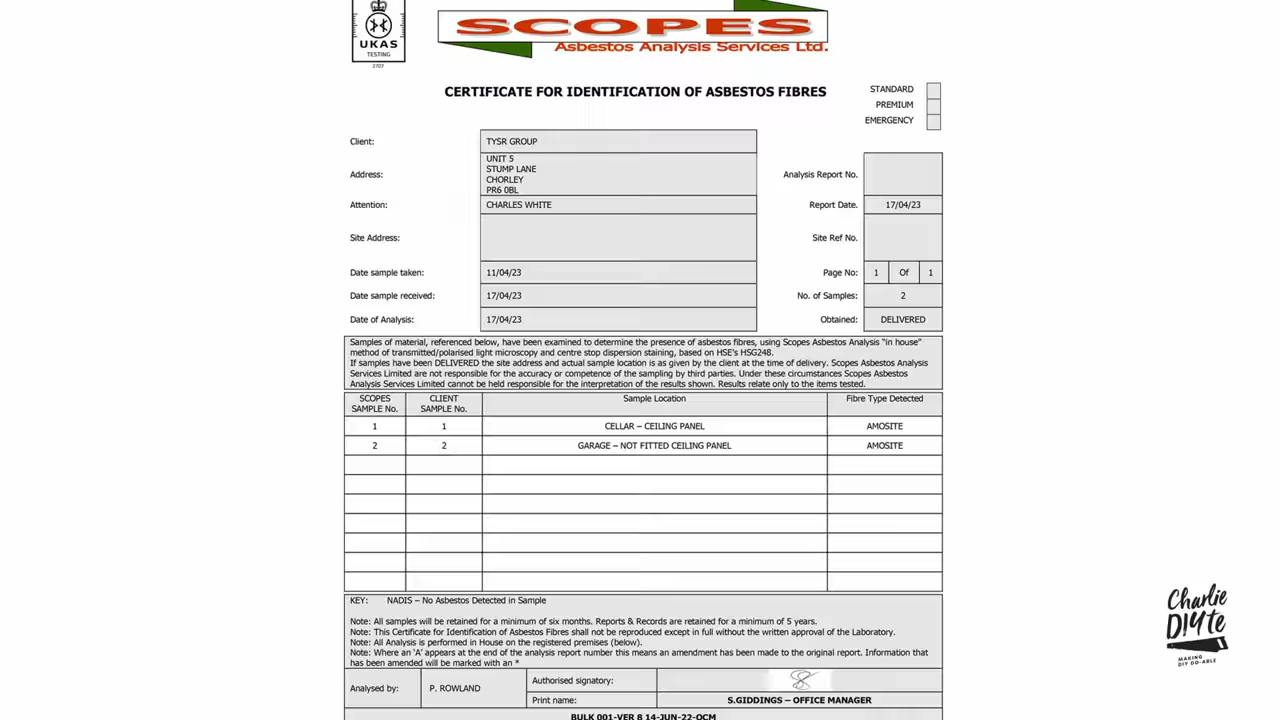 UKAS
TESTING
2707
SCOPES
Asbestos Analysis Services Ltd.
CERTIFICATE FOR IDENTIFICATION OF ASBESTOS FIBRES
STANDARD
PREMIUM
EMERGENCY
Client: TYSR GROUP
Address: UNIT 5
STUMP LANE
CHORLEY
PR6 0BL
Analysis Report No.
Attention: CHARLES WHITE
Report Date. 17/04/23
Site Address:
Site Ref No.
Date sample taken: 11/04/23
Page No: 1 Of 1
Date sample received: 17/04/23
No. of Samples: 2
Date of Analysis: 17/04/23
Obtained: DELIVERED
Samples of material, referenced below, have been examined to determine the presence of asbestos fibres, using Scopes Asbestos Analysis "in house"
method of transmitted/polarised light microscopy and centre stop dispersion staining, based on HSE's HSG248.
If samples have been DELIVERED the site address and actual sample location is as given by the client at the time of delivery. Scopes Asbestos Analysis
Services Limited are not responsible for the accuracy or competence of the sampling by third parties. Under these circumstances Scopes Asbestos
Analysis Services Limited cannot be held responsible for the interpretation of the results shown. Results relate only to the items tested.
SCOPES SAMPLE No. CLIENT SAMPLE No. Sample Location Fibre Type Detected
1 1 CELLAR – CEILING PANEL AMOSITE
2 2 GARAGE – NOT FITTED CEILING PANEL AMOSITE
KEY: NADIS – No Asbestos Detected in Sample
Note: All samples will be retained for a minimum of six months. Reports & Records are retained for a minimum of 5 years.
Note: This Certificate for Identification of Asbestos Fibres shall not be reproduced except in full without the written approval of the Laboratory.
Note: All Analysis is performed in House on the registered premises (below).
Note: Where an 'A' appears at the end of the analysis report number this means an amendment has been made to the original report. Information that
has been amended will be marked with an *
Analysed by: P. ROWLAND
Authorised signatory:
Print name: S.GIDDINGS – OFFICE MANAGER
BULK 001-VER 8 14-JUN-22-OCM
Charlie
DIYte
MAKING
DIY DO-ABLE